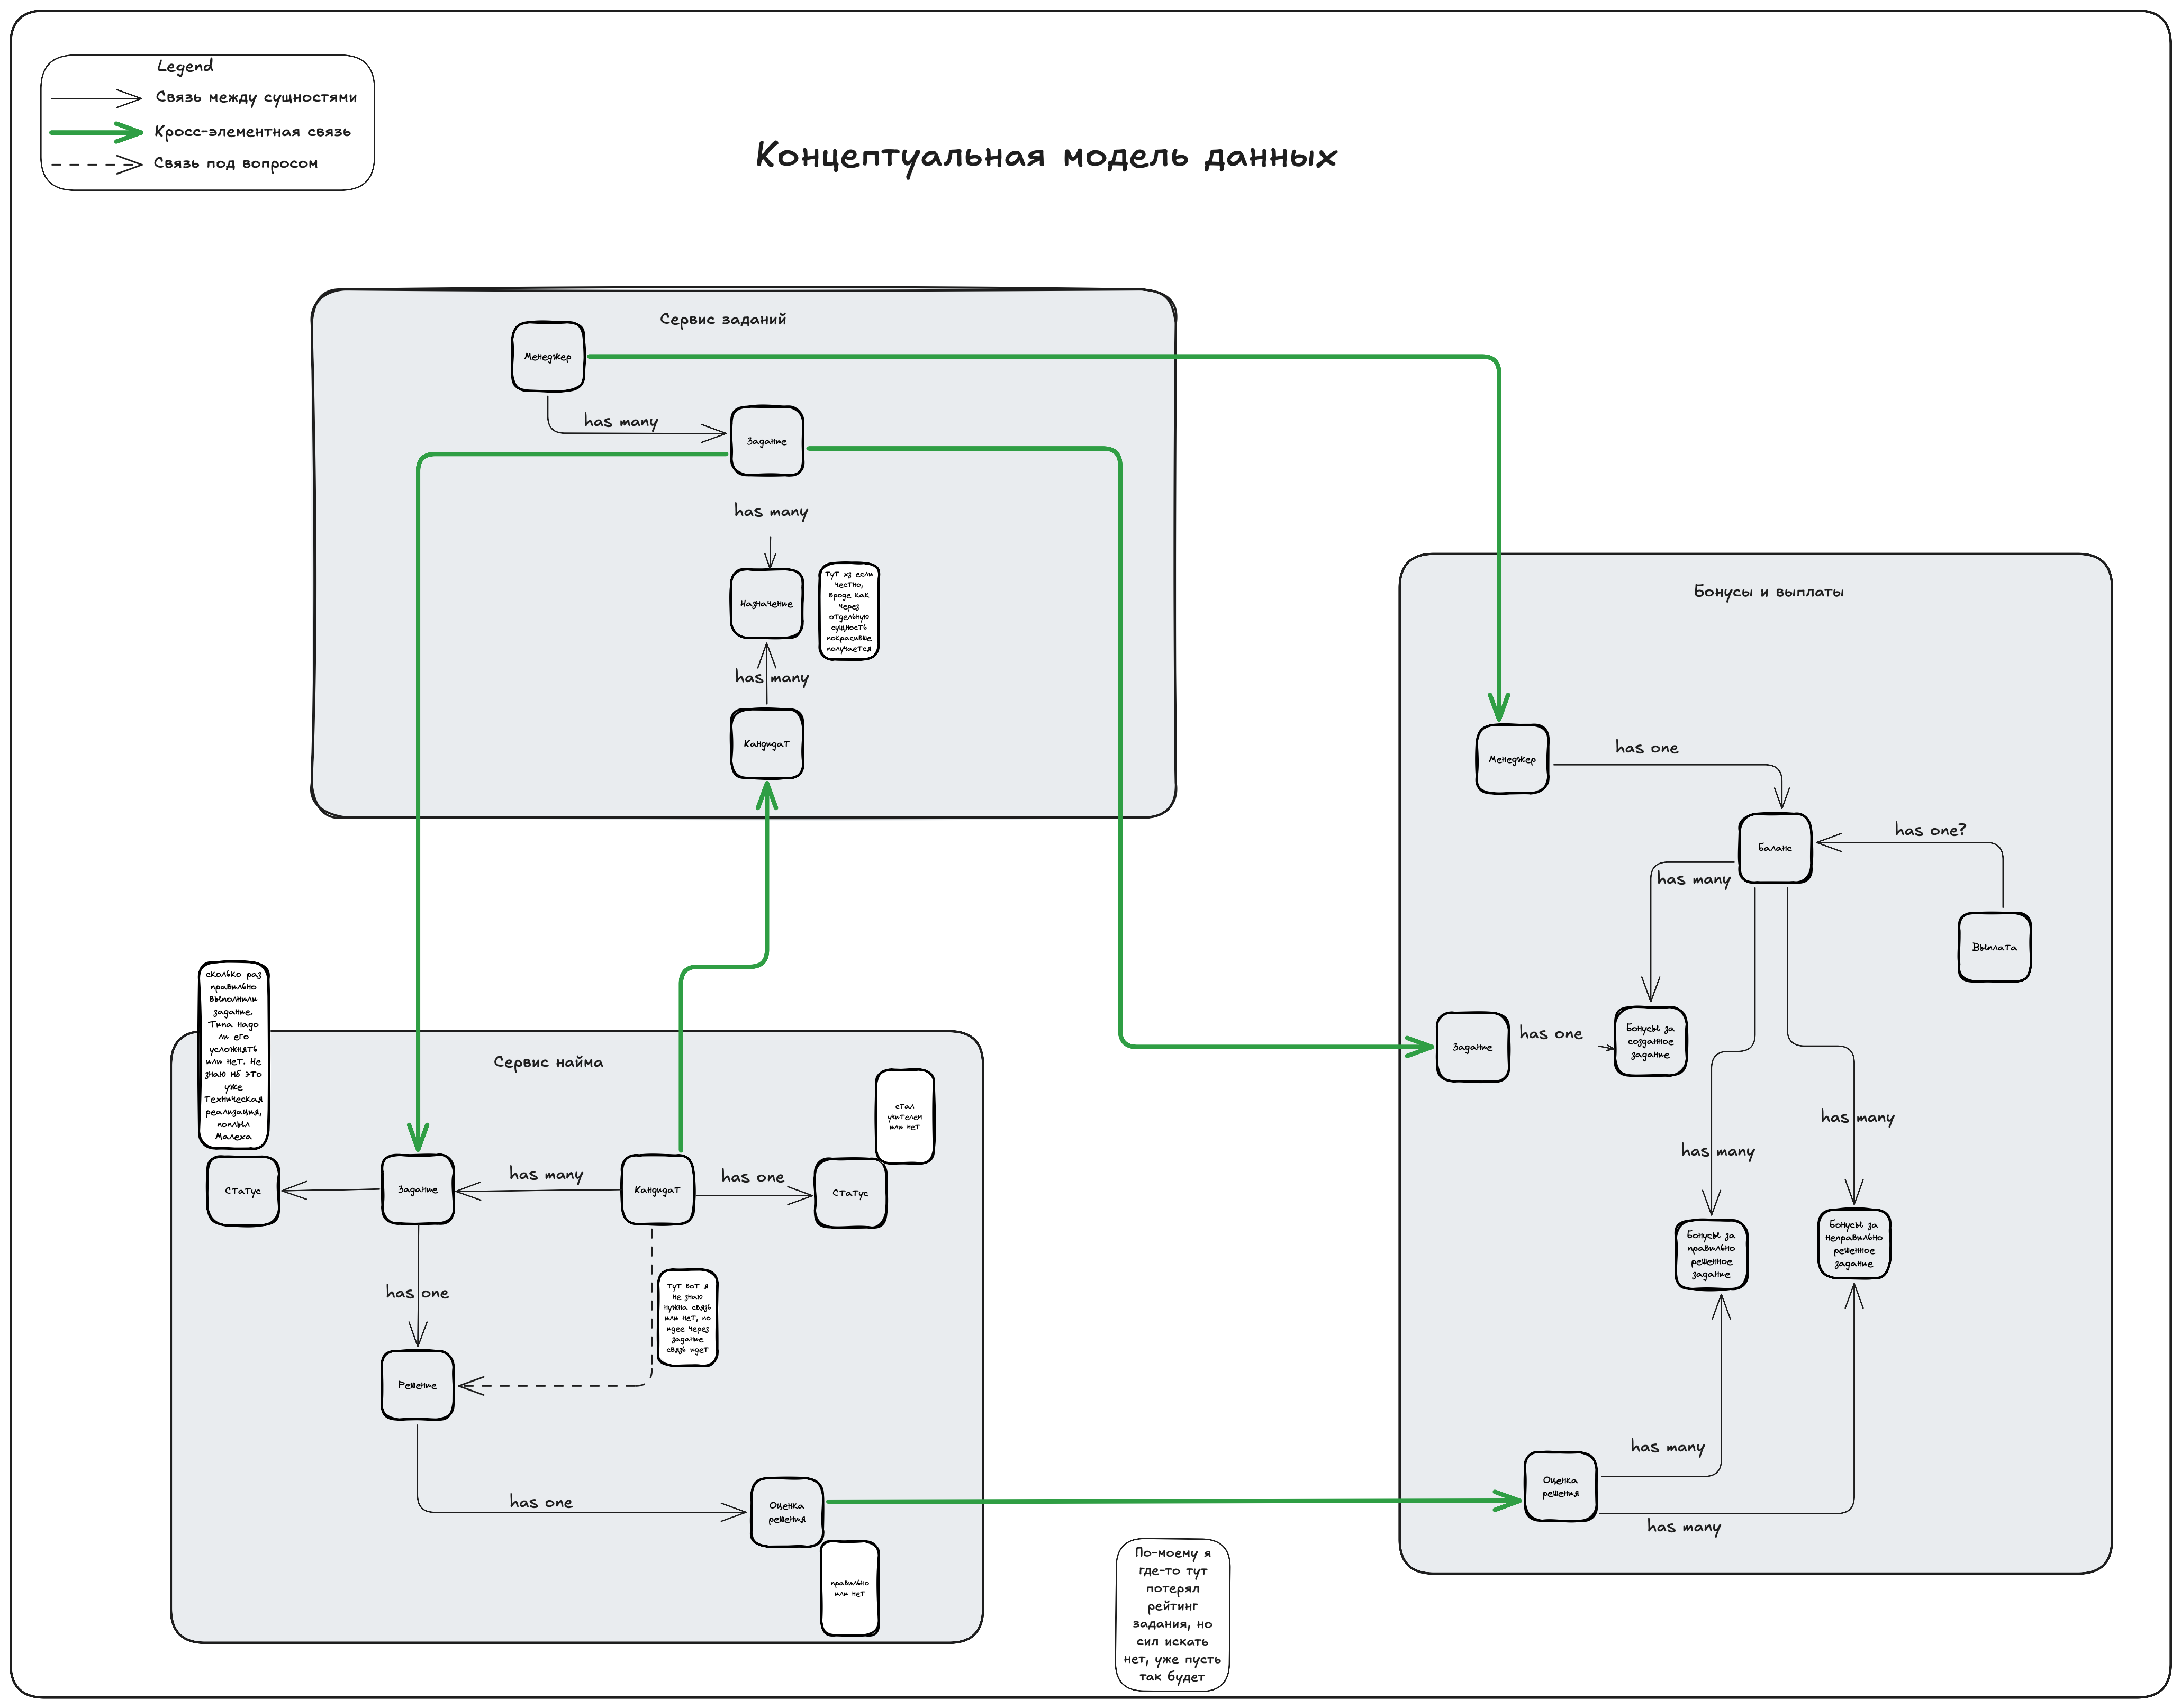 Legend
Связь между сущностями
Кросс-элементная связь
Связь под вопросом
Концептуальная модель данных
Сервис заданий
Менеджер
has many
Задание
has many
Назначение
тут хз если
честно,
вроде как
через
отдельную
сущность
покрасивше
получается
has many
Кандидат
Бонусы и выплаты
Менеджер
has one
Баланс
has one?
has many
Выплата
Задание
has one
Бонусы за
созданное
задание
has many
has many
Бонусы за
правильно
решенное
задание
Бонусы за
неправильно
решенное
задание
has many
Оценка
решения
has many
сколько раз
правильно
выполнили
задание.
Типа надо
ли его
усложнять
или нет. Не
знаю мб это
уже
техническая
реализация,
поплыл
Малеха
Сервис найма
стал
учителем
или нет
Статус
Задание
has many
Кандидат
has one
Статус
has one
тут вот я
не знаю
нужна связь
или нет, по
идее через
задание
связь идет
Решение
has one
Оценка
решения
правильно
или нет
По-моему я
где-то тут
потерял
рейтинг
задания, но
сил искать
нет, уже пусть
так будет